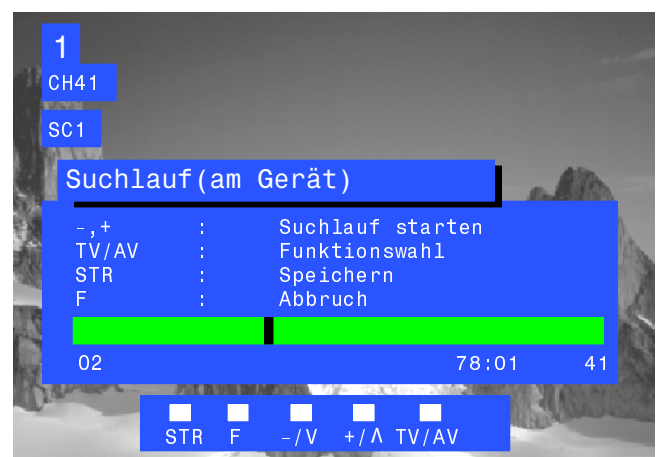 1
CH41
SC1
Suchlauf(am Gerät)
-,+ : Suchlauf starten
TV/AV : Funktionswahl
STR : Speichern
F : Abbruch
02 78:01 41
STR F -/V +/Λ TV/AV